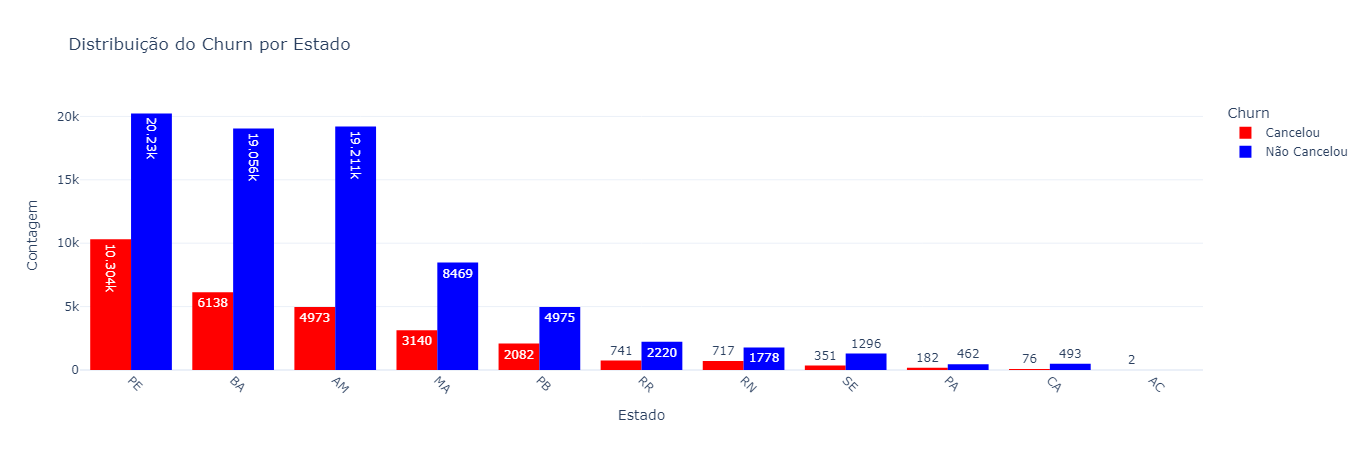 Distribuição do Churn por Estado
Churn
Cancelou
Não Cancelou
Contagem
20k
15k
10k
5k
0
10.304k
20.23k
6138
19.056k
4973
19.211k
3140
8469
2082
4975
741
2220
717
1778
351
1296
182
462
76
493
2
PE
BA
AM
MA
PB
RR
RN
SE
PA
CA
AC
Estado